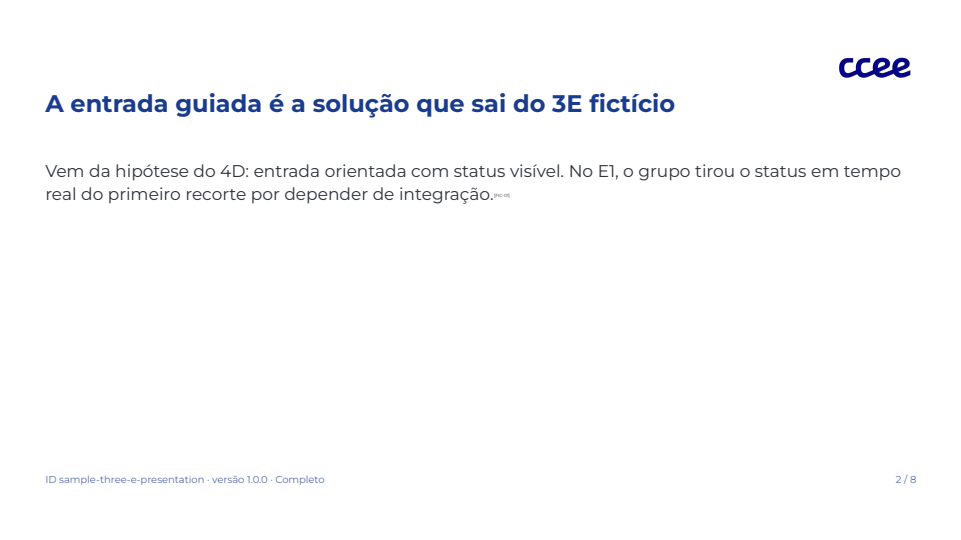 ccee
A entrada guiada é a solução que sai do 3E fictício
Vem da hipótese do 4D: entrada orientada com status visível. No E1, o grupo tirou o status em tempo
real do primeiro recorte por depender de integração.
ID sample-three-e-presentation · versão 1.0.0 · Completo
2 / 8